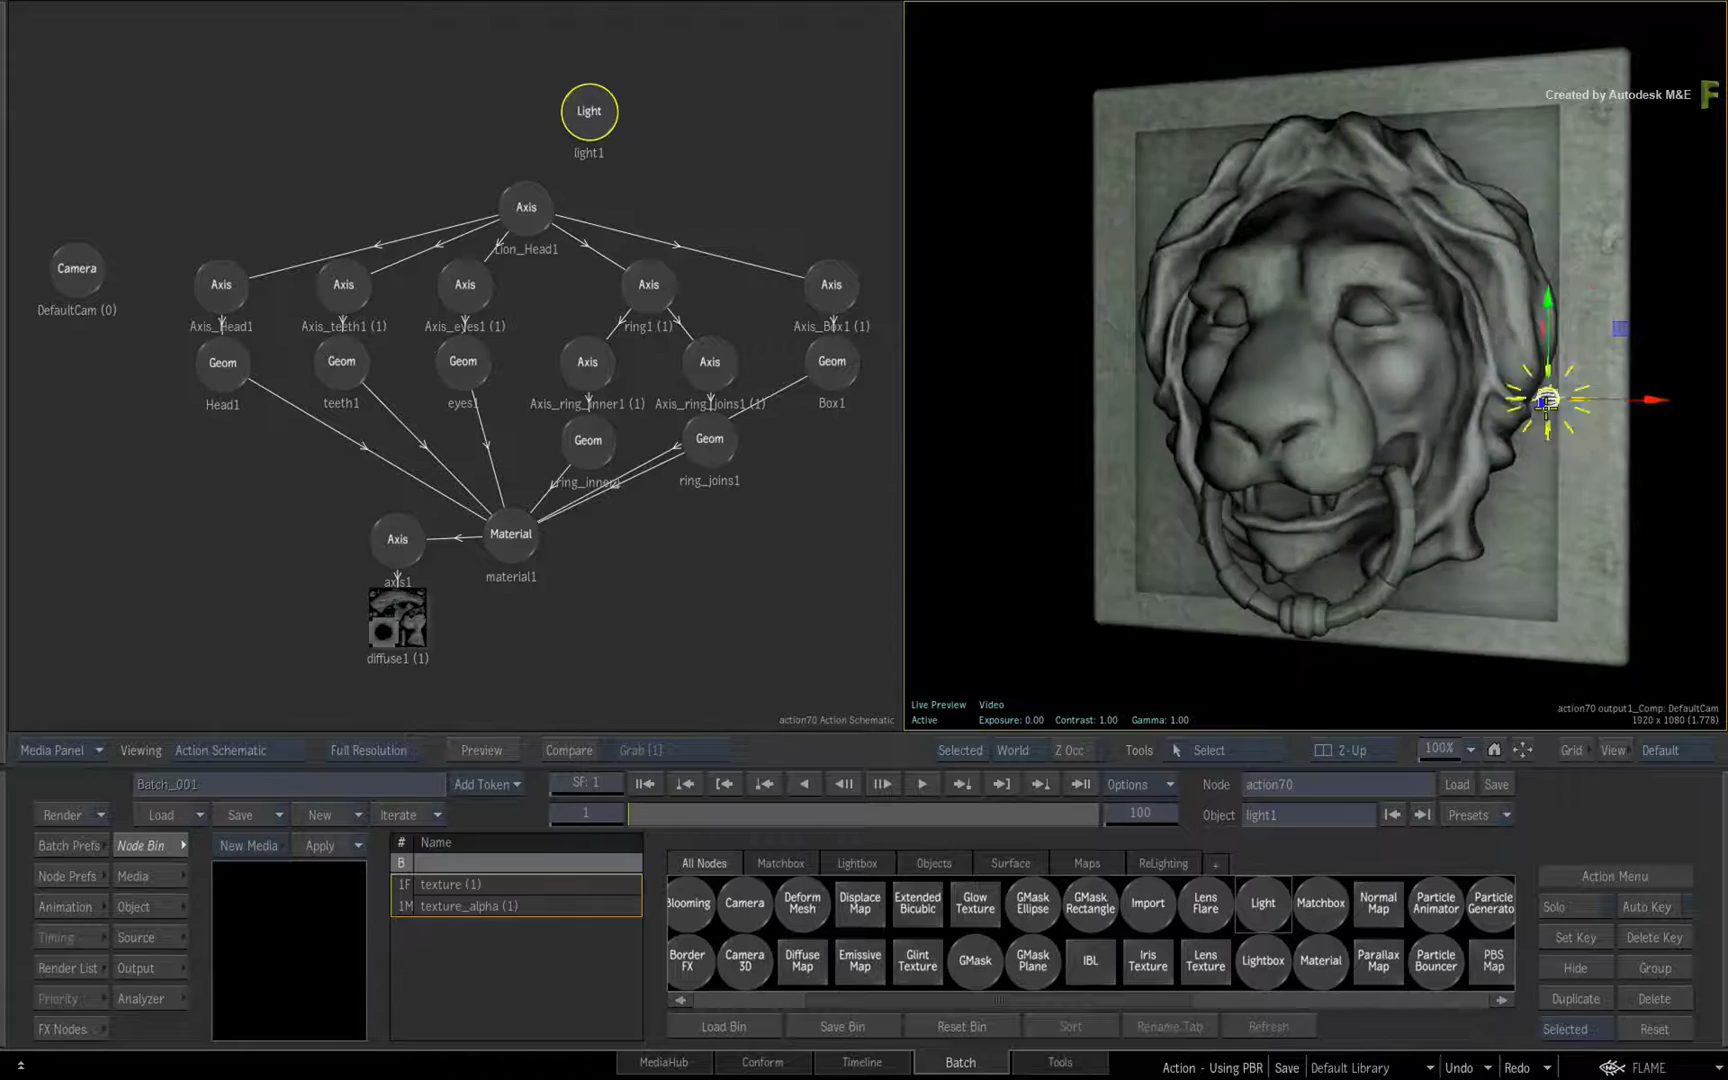 Light
light1
Created by Autodesk M&E
Axis
Lion_Head1
Camera
DefaultCam (0)
Axis Axis Axis Axis Axis
Axis_Head1 Axis_teeth1 (1) Axis_eyes1 (1) ring1 (1) Axis_Box1 (1)
Geom Geom Geom Axis Axis Geom
Head1 teeth1 eyes1 Axis_ring_inner1 (1) Axis_ring_joins1 (1) Box1
Geom Geom
ring_inner1 ring_joins1
Axis Material
axis1 material1
diffuse1 (1)
action70 Action Schematic
Live Preview Video
Active Exposure: 0.00 Contrast: 1.00 Gamma: 1.00
action70 output1_Comp: DefaultCam
1920 x 1080 (1.778)
Media Panel Viewing Action Schematic Full Resolution Preview Compare Grab [1] Selected World Z Occ Tools Select 2-Up 100% Grid View Default
Batch_001 Add Token SF: 1 Options Node action70 Load Save
Render Load Save New Iterate 1 100 Object light1 Presets
Batch Prefs Node Bin New Media Apply # Name
B
Node Prefs Media 1F texture (1)
Animation Object 1M texture_alpha (1)
Timing Source
Render List Output
Priority Analyzer
FX Nodes
All Nodes Matchbox Lightbox Objects Surface Maps ReLighting
Blooming Camera Deform Mesh Displace Map Extended Bicubic Glow Texture GMask Ellipse GMask Rectangle Import Lens Flare Light Matchbox Normal Map Particle Animator Particle Generato
Border FX Camera 3D Diffuse Map Emissive Map Glint Texture GMask GMask Plane IBL Iris Texture Lens Texture Lightbox Material Parallax Map Particle Bouncer PBS Map
Load Bin Save Bin Reset Bin Sort Rename Tab Refresh
Action Menu
Solo Auto Key
Set Key Delete Key
Hide Group
Duplicate Delete
Selected Reset
MediaHub Conform Timeline Batch Tools Action - Using PBR Save Default Library Undo Redo FLAME